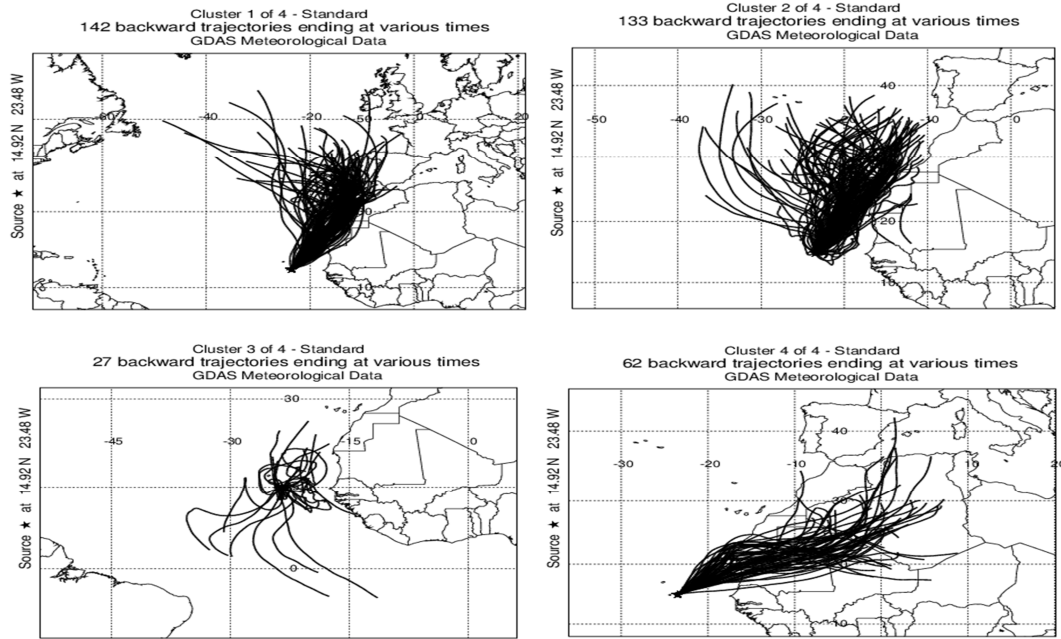 Cluster 1 of 4 - Standard
142 backward trajectories ending at various times
GDAS Meteorological Data
Source ★ at 14.92 N 23.48 W
-40
-20
20
10
Cluster 2 of 4 - Standard
133 backward trajectories ending at various times
GDAS Meteorological Data
Source ★ at 14.92 N 23.48 W
40
-50
-40
-30
-20
-10
0
20
10
Cluster 3 of 4 - Standard
27 backward trajectories ending at various times
GDAS Meteorological Data
Source ★ at 14.92 N 23.48 W
30
-45
-30
-15
0
0
Cluster 4 of 4 - Standard
62 backward trajectories ending at various times
GDAS Meteorological Data
Source ★ at 14.92 N 23.48 W
40
-30
-20
-10
10
20
10